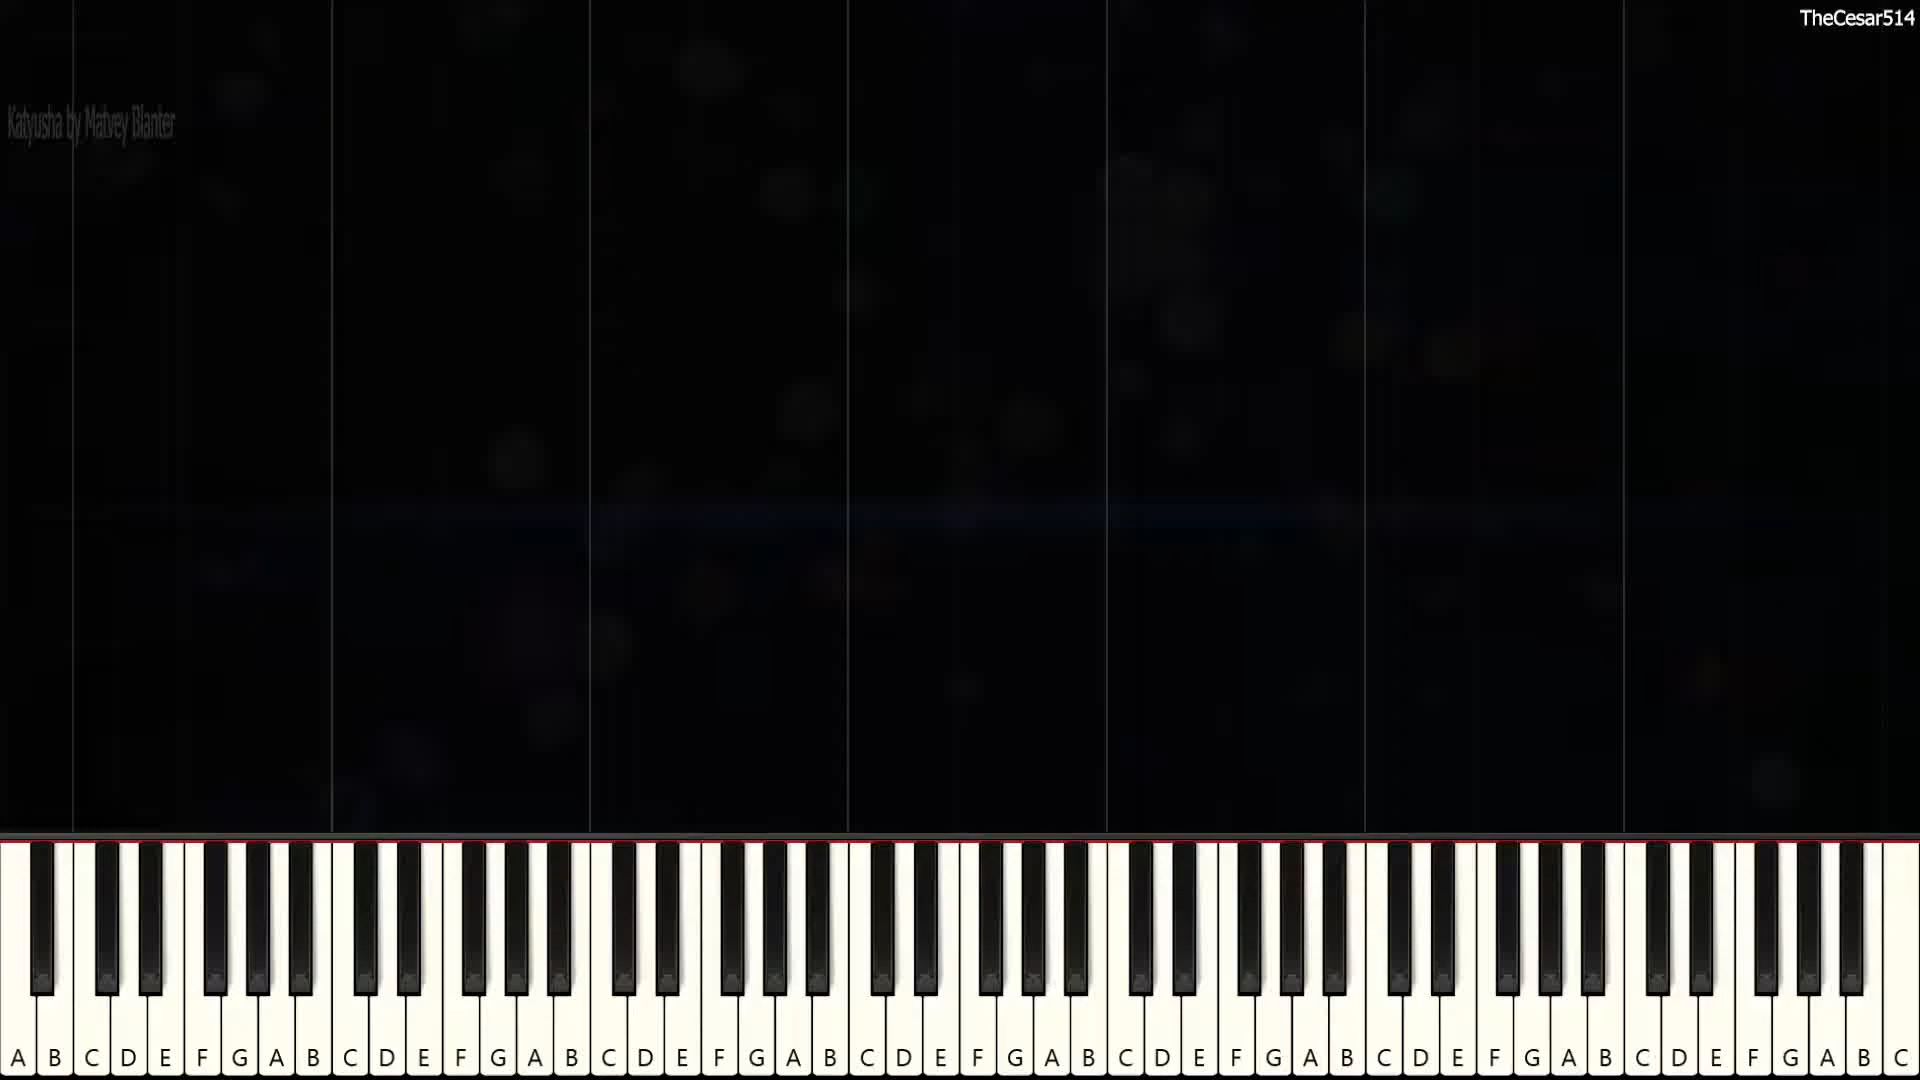 TheCesar514
Katyusha by Matvey Blanter
A B C D E F G A B C D E F G A B C D E F G A B C D E F G A B C D E F G A B C D E F G A B C D E F G A B C